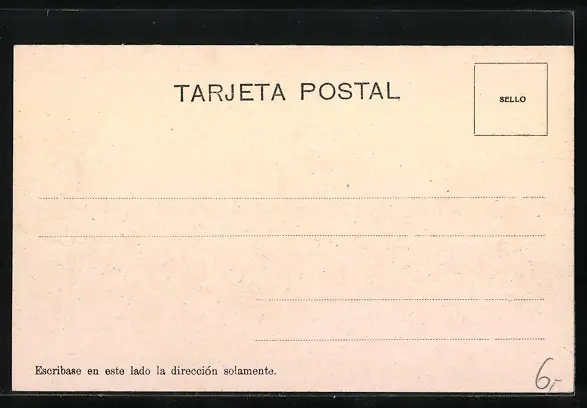 TARJETA POSTAL
SELLO
Escribase en este lado la dirección solamente.
6,-